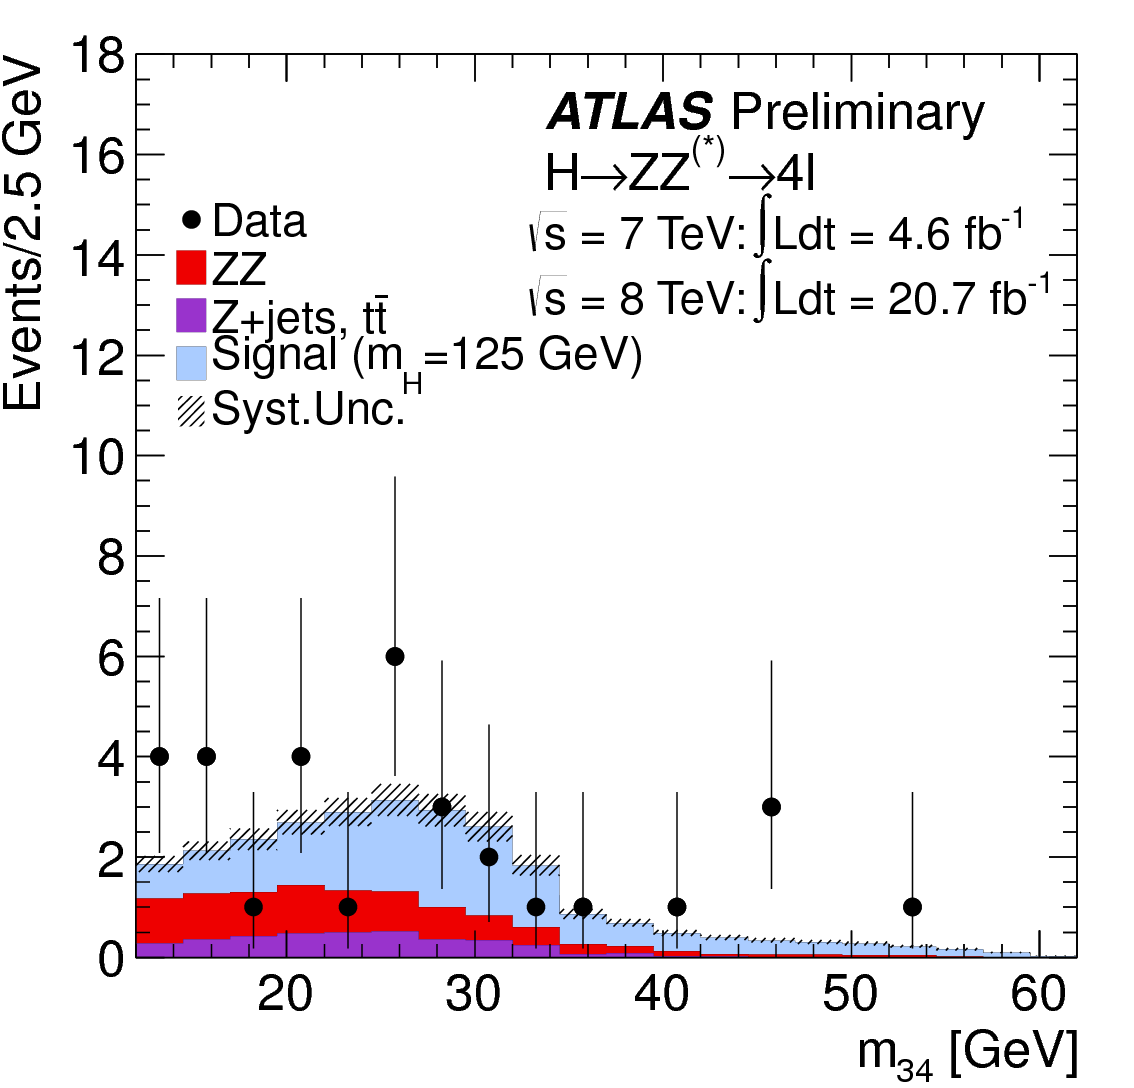 Events/2.5 GeV
18
16
14
12
10
8
6
4
2
0
ATLAS Preliminary
H→ZZ(*)→4l
√s = 7 TeV: ∫Ldt = 4.6 fb-1
√s = 8 TeV: ∫Ldt = 20.7 fb-1
Data
ZZ
Z+jets, tt̄
Signal (mH=125 GeV)
Syst.Unc.
20 30 40 50 60
m34 [GeV]